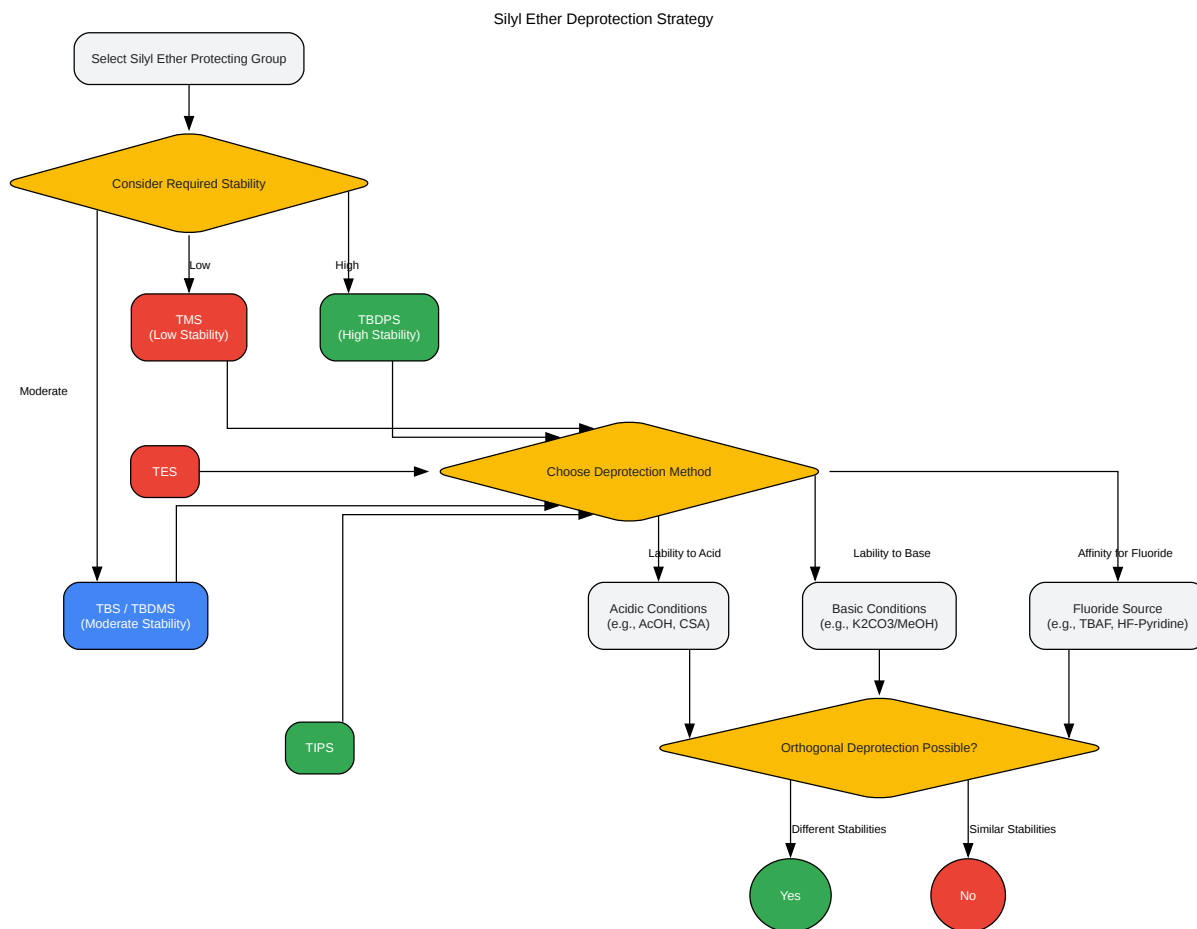 Silyl Ether Deprotection Strategy
Select Silyl Ether Protecting Group
Consider Required Stability
Low
High
TMS
(Low Stability)
TBDPS
(High Stability)
Moderate
TES
Choose Deprotection Method
Lability to Acid
Lability to Base
Affinity for Fluoride
TBS / TBDMS
(Moderate Stability)
Acidic Conditions
(e.g., AcOH, CSA)
Basic Conditions
(e.g., K2CO3/MeOH)
Fluoride Source
(e.g., TBAF, HF-Pyridine)
TIPS
Orthogonal Deprotection Possible?
Different Stabilities
Similar Stabilities
Yes
No